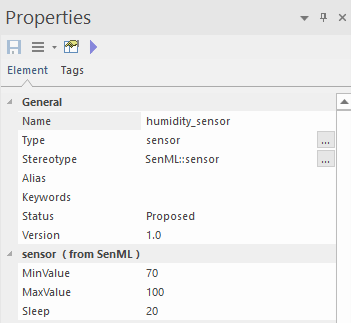 Properties
Element Tags
General
Name humidity_sensor
Type sensor ...
Stereotype SenML::sensor ...
Alias
Keywords
Status Proposed
Version 1.0
sensor ( from SenML )
MinValue 70
MaxValue 100
Sleep 20